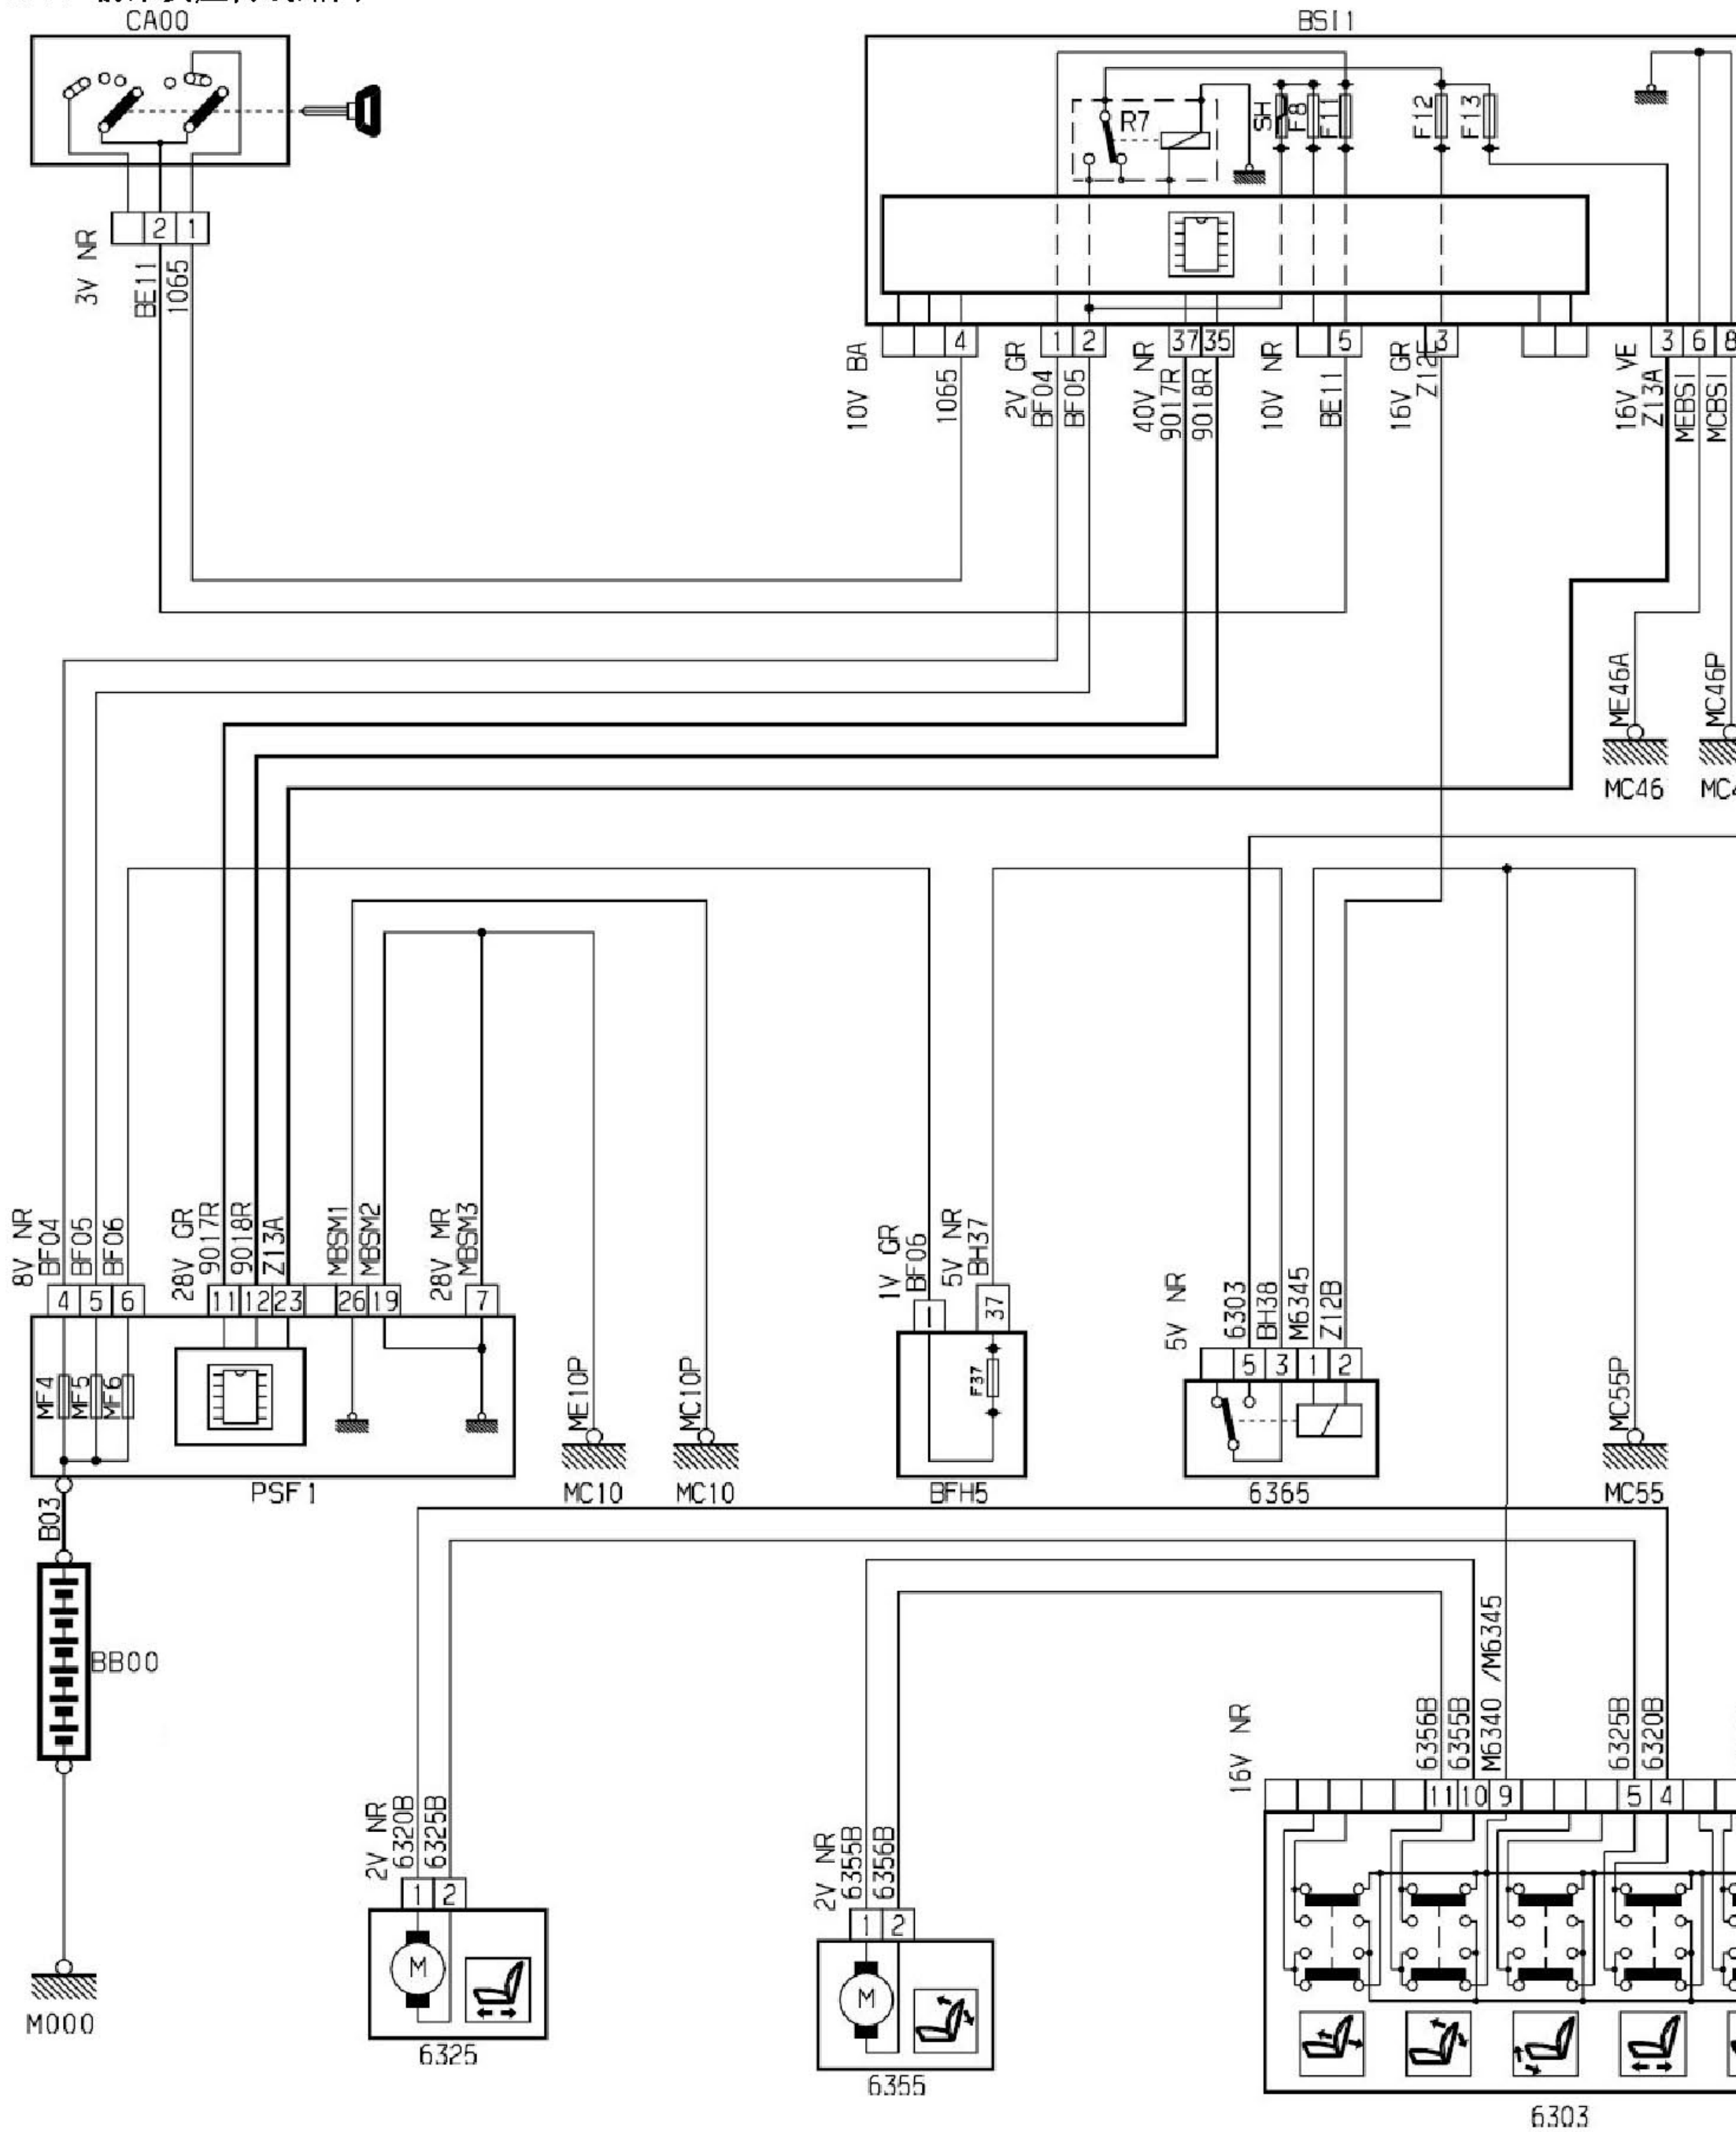 CA00
BSI1
R7
SH
F8
F11
F12
F13
2 1
3V NR
BE11
1065
4 1 2 37 35 5 3 3 6 8
10V BA
1065
2V GR
BF04
BF05
40V NR
9017R
9018R
10V NR
BE11
16V GR
16V VE
Z13A
MEBSI
MCBSI
ME46A
MC46P
MC46
8V NR
BF04
BF05
BF06
28V GR
9017R
9018R
Z13A
MBSM1
MBSM2
28V MR
MBSM3
4 5 6 11 12 23 26 19 7
MF4
MF5
MF6
PSF1
ME10P
MC10P
MC10 MC10
1V GR
BF06
5V NR
BH37
1 37
F37
BFH5
5V NR
6303
BH38
M6345
Z12B
5 3 1 2
6365
MC55P
MC55
B03
BB00
M000
2V NR
6320B
6325B
1 2
M
6325
2V NR
6355B
6356B
1 2
M
6355
16V NR
6356B
6355B
M6340 /M6345
6325B
6320B
11 10 9 5 4
6303